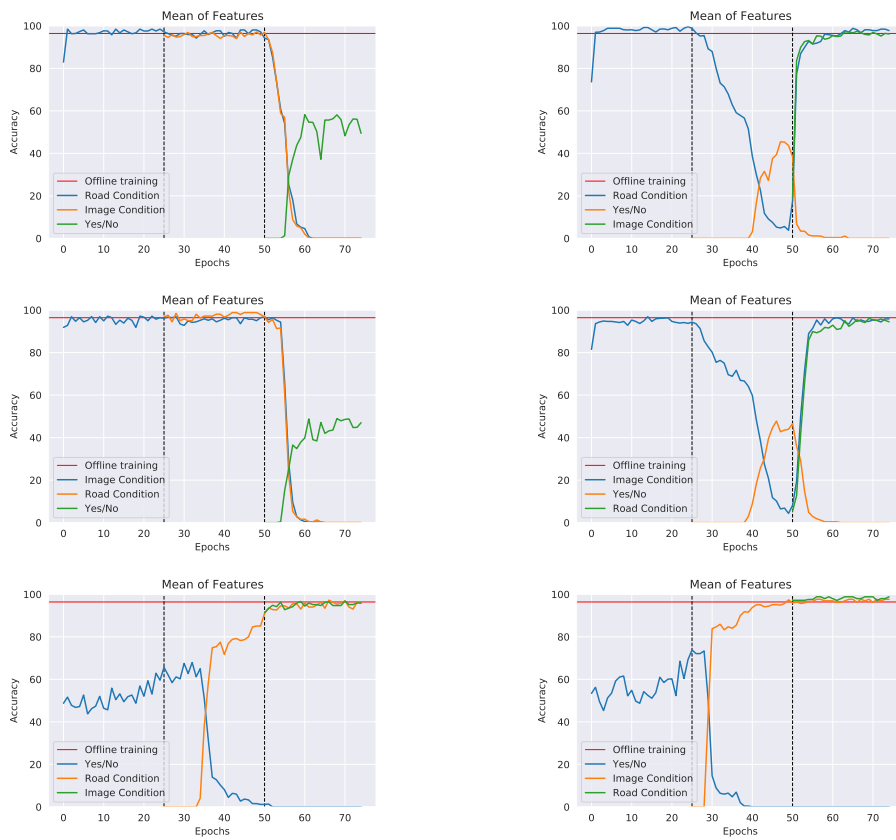 Mean of Features
100
80
60
40
20
0
Accuracy
Offline training
Road Condition
Image Condition
Yes/No
0 10 20 30 40 50 60 70
Epochs
Mean of Features
100
80
60
40
20
0
Accuracy
Offline training
Road Condition
Yes/No
Image Condition
0 10 20 30 40 50 60 70
Epochs
Mean of Features
100
80
60
40
20
0
Accuracy
Offline training
Image Condition
Road Condition
Yes/No
0 10 20 30 40 50 60 70
Epochs
Mean of Features
100
80
60
40
20
0
Accuracy
Offline training
Image Condition
Yes/No
Road Condition
0 10 20 30 40 50 60 70
Epochs
Mean of Features
100
80
60
40
20
0
Accuracy
Offline training
Yes/No
Road Condition
Image Condition
0 10 20 30 40 50 60 70
Epochs
Mean of Features
100
80
60
40
20
0
Accuracy
Offline training
Yes/No
Image Condition
Road Condition
0 10 20 30 40 50 60 70
Epochs